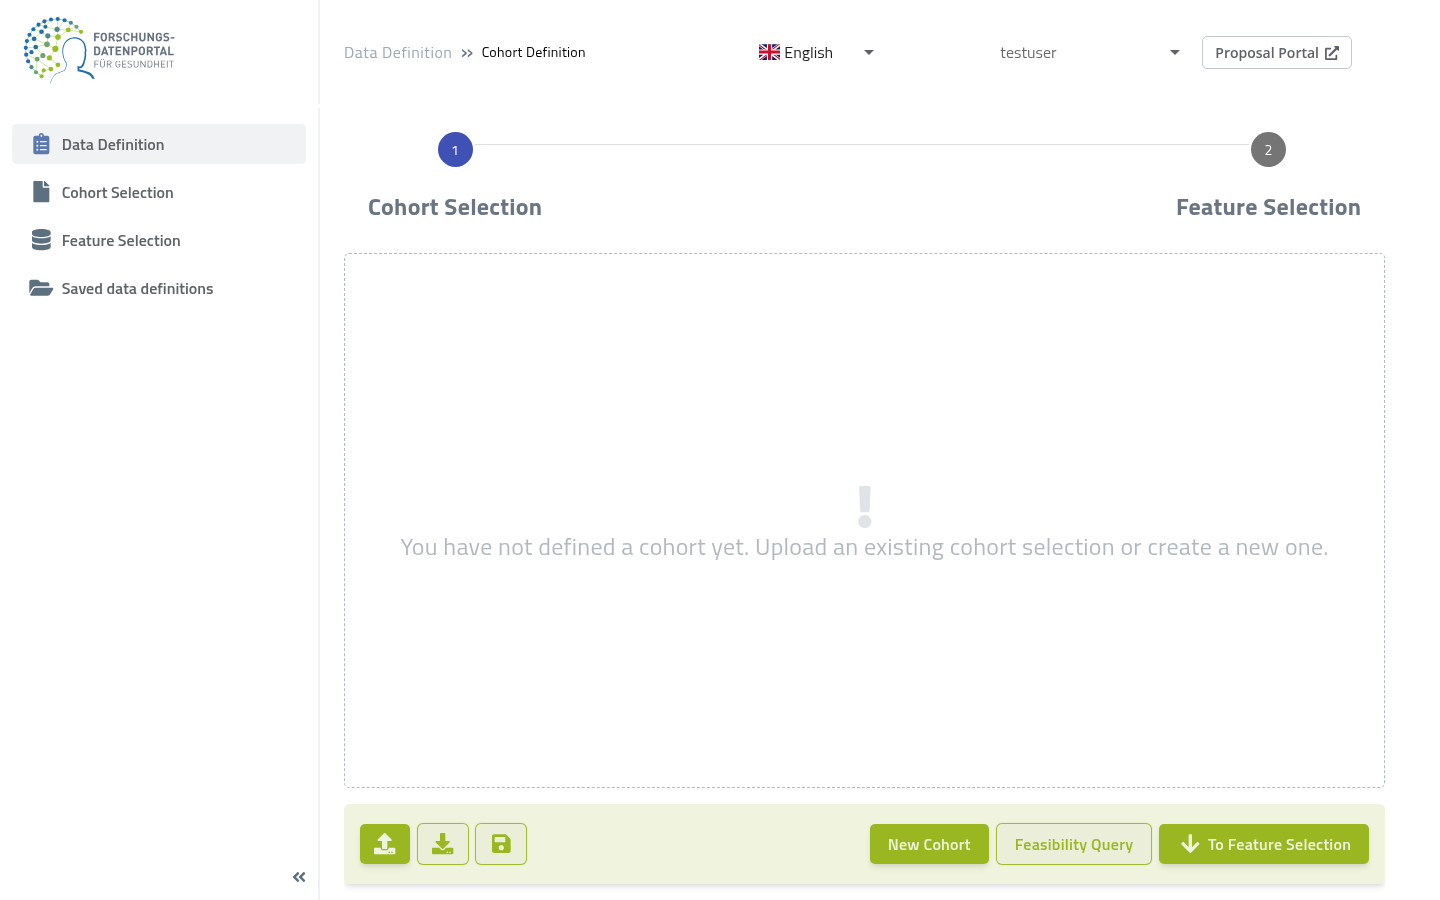 FORSCHUNGS-
DATENPORTAL
FÜR GESUNDHEIT
Data Definition » Cohort Definition
English
testuser
Proposal Portal
Data Definition
Cohort Selection
Feature Selection
Saved data definitions
1
2
Cohort Selection
Feature Selection
!
You have not defined a cohort yet. Upload an existing cohort selection or create a new one.
New Cohort
Feasibility Query
To Feature Selection